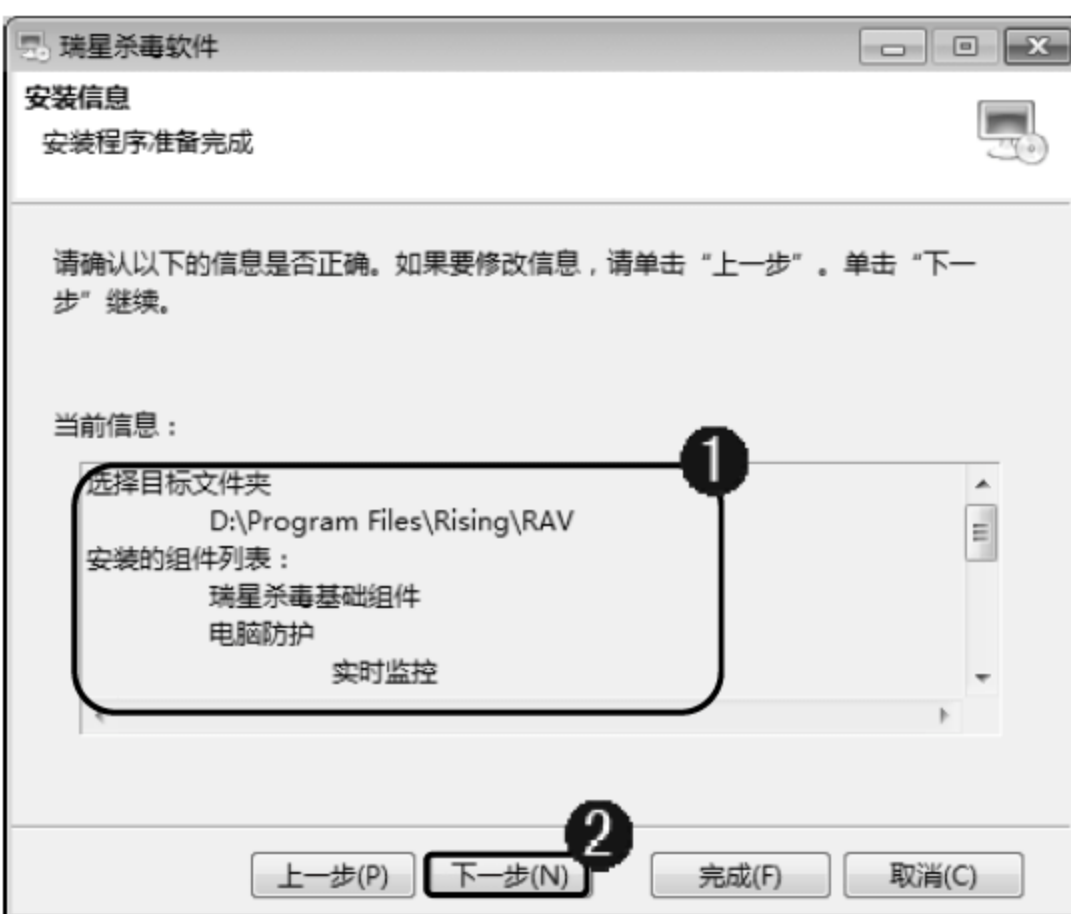 瑞星杀毒软件
安装信息
安装程序准备完成
请确认以下的信息是否正确。如果要修改信息，请单击“上一步”。单击“下一
步”继续。
当前信息：
1
选择目标文件夹
D:\Program Files\Rising\RAV
安装的组件列表：
瑞星杀毒基础组件
电脑防护
实时监控
2
上一步(P) 下一步(N) 完成(F) 取消(C)